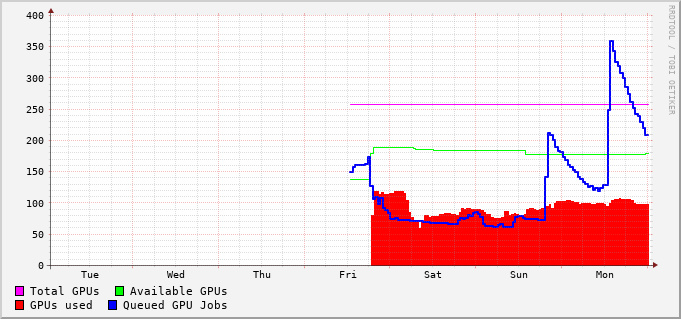 400
350
300
250
200
150
100
50
0
Tue Wed Thu Fri Sat Sun Mon
Total GPUs Available GPUs
GPUs used Queued GPU Jobs
RRDTOOL / TOBI OETIKER